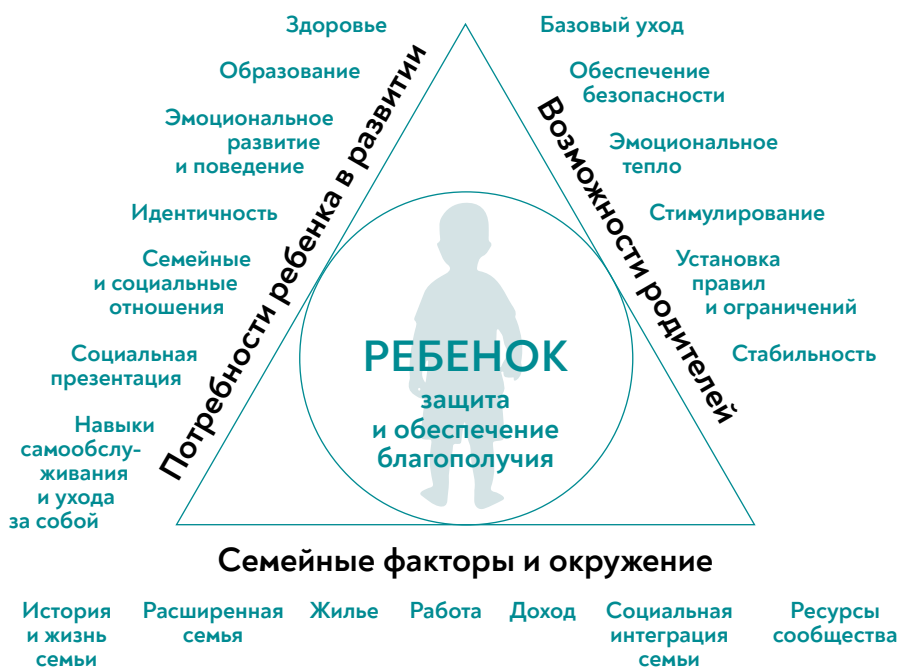 Здоровье
Образование
Эмоциональное
развитие
и поведение
Идентичность
Семейные
и социальные
отношения
Социальная
презентация
Навыки
самообслу-
живания
и ухода
за собой
Потребности ребенка в развитии
Базовый уход
Обеспечение
безопасности
Эмоциональное
тепло
Стимулирование
Установка
правил
и ограничений
Стабильность
Возможности родителей
РЕБЕНОК
защита
и обеспечение
благополучия
Семейные факторы и окружение
История
и жизнь
семьи
Расширенная
семья
Жилье
Работа
Доход
Социальная
интеграция
семьи
Ресурсы
сообщества